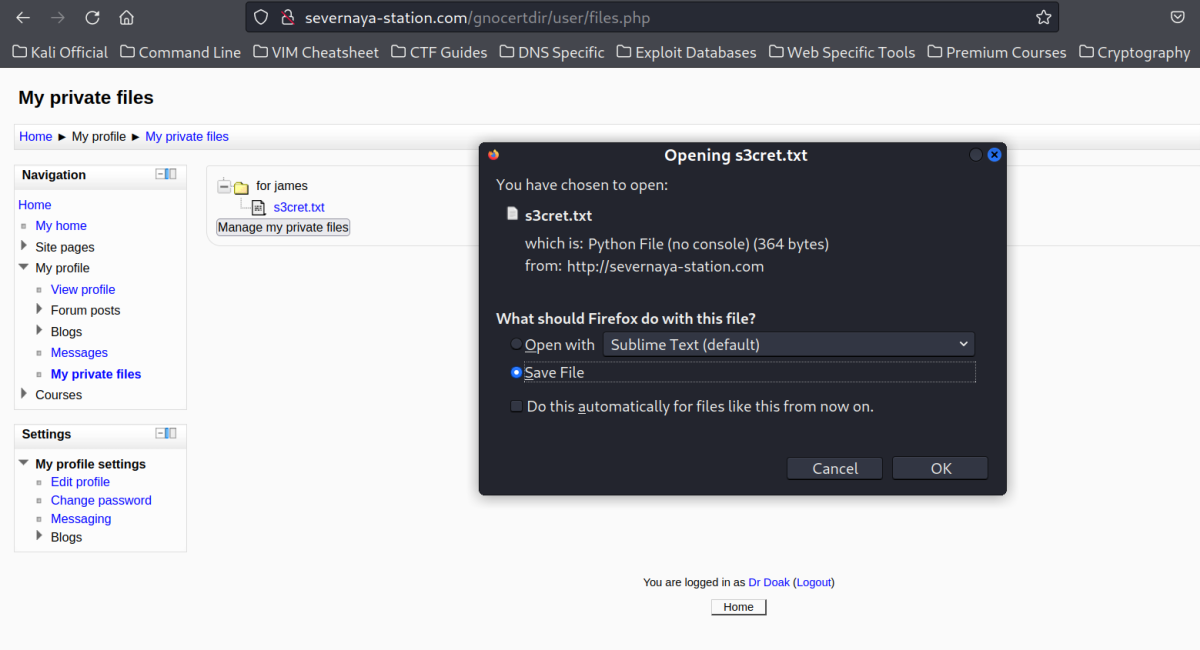 severnaya-station.com/gnocertdir/user/files.php
Kali Official Command Line VIM Cheatsheet CTF Guides DNS Specific Exploit Databases Web Specific Tools Premium Courses Cryptography
My private files
Home ► My profile ► My private files
Navigation
Home
My home
Site pages
My profile
View profile
Forum posts
Blogs
Messages
My private files
Courses
Settings
My profile settings
Edit profile
Change password
Messaging
Blogs
for james
s3cret.txt
Manage my private files
Opening s3cret.txt
You have chosen to open:
s3cret.txt
which is: Python File (no console) (364 bytes)
from: http://severnaya-station.com
What should Firefox do with this file?
Open with Sublime Text (default)
Save File
Do this automatically for files like this from now on.
Cancel OK
You are logged in as Dr Doak (Logout)
Home